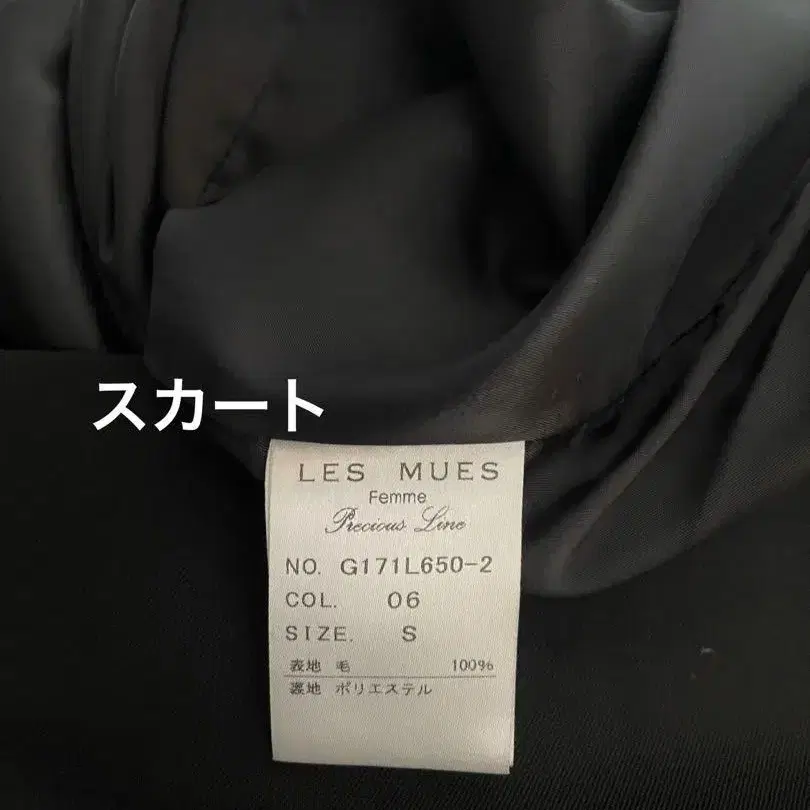 スカート
LES MUES
Femme
Precious Line
NO. G171L650-2
COL. 06
SIZE. S
表地 毛 100%
裏地 ポリエステル